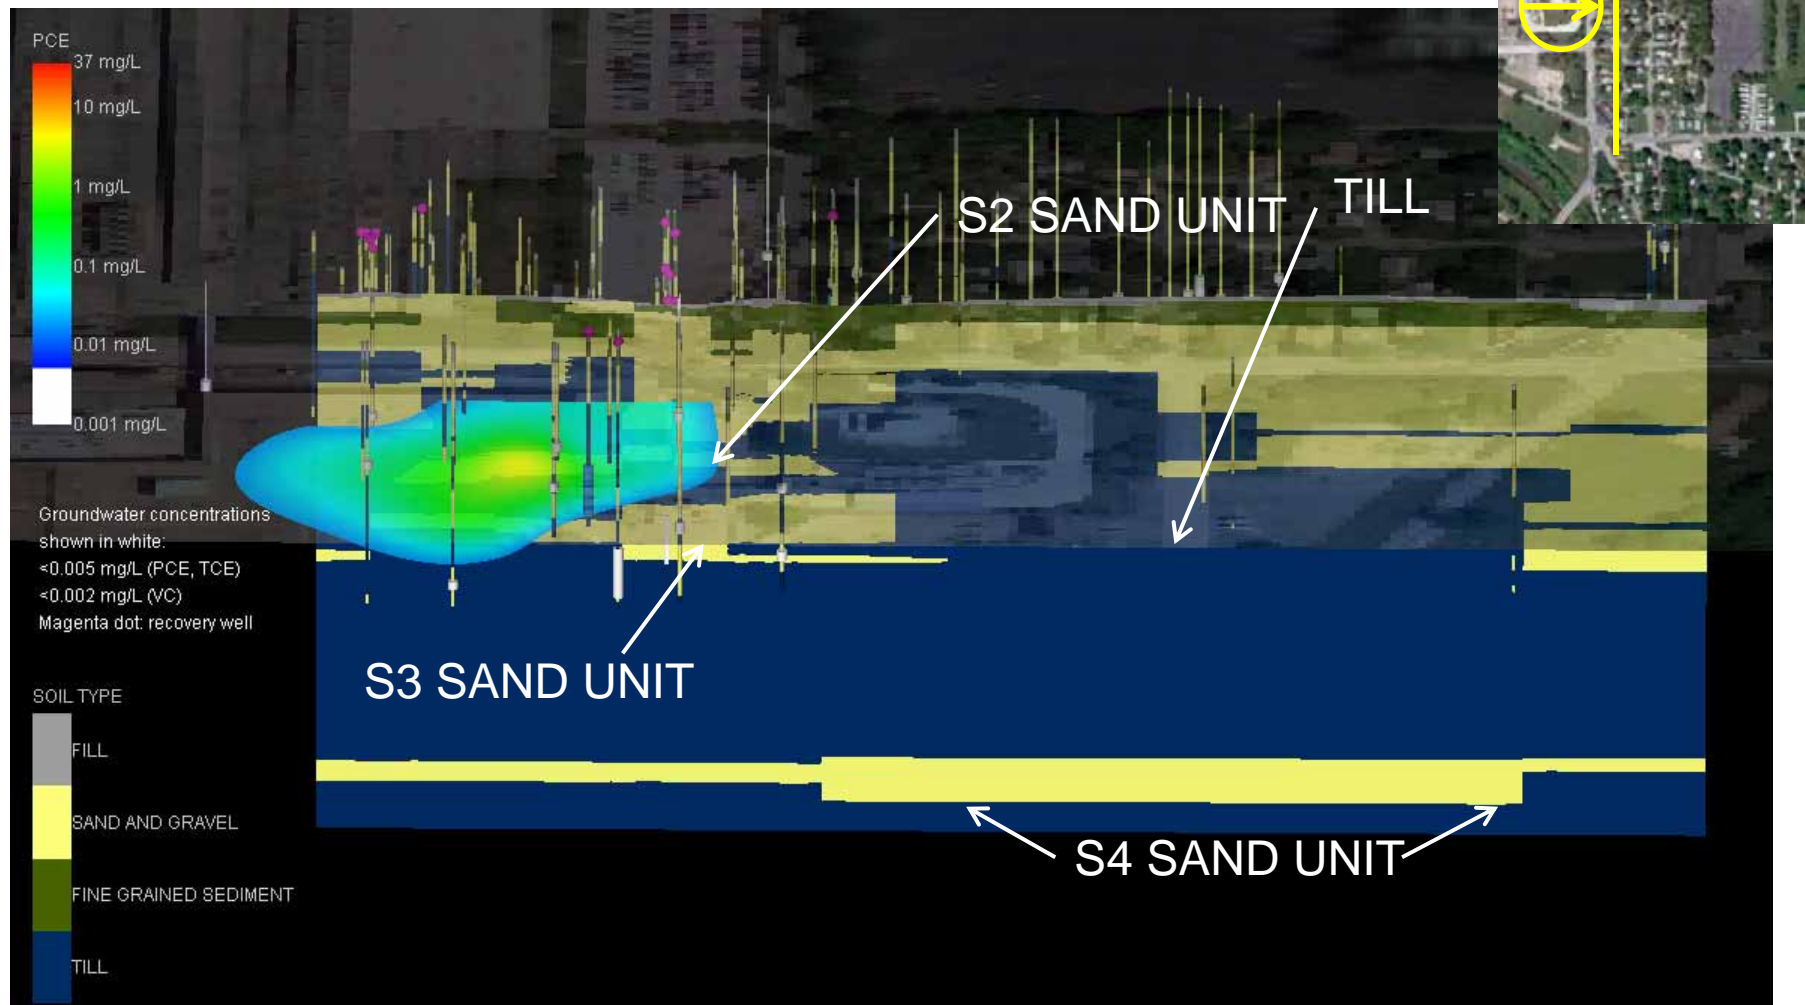 PCE
37 mg/L
10 mg/L
1 mg/L
0.1 mg/L
0.01 mg/L
0.001 mg/L
S2 SAND UNIT
TILL
Groundwater concentrations
shown in white:
<0.005 mg/L (PCE, TCE)
<0.002 mg/L (VC)
Magenta dot: recovery well
S3 SAND UNIT
SOIL TYPE
FILL
SAND AND GRAVEL
FINE GRAINED SEDIMENT
TILL
S4 SAND UNIT